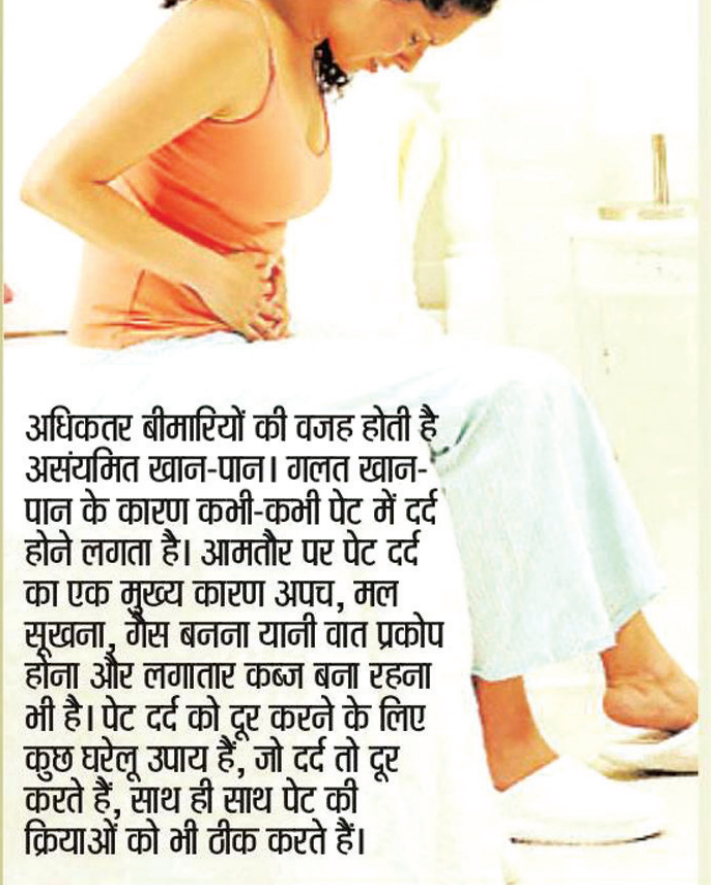 अधिकतर बीमारियों की वजह होती है
असंयमित खान-पान। गलत खान-
पान के कारण कभी-कभी पेट में दर्द
होने लगता है। आमतौर पर पेट दर्द
का एक मुख्य कारण अपच, मल
सूखना, गैस बनना यानी वात प्रकोप
होना और लगातार कब्ज बना रहना
भी है। पेट दर्द को दूर करने के लिए
कुछ घरेलू उपाय हैं, जो दर्द तो दूर
करते हैं, साथ ही साथ पेट की
क्रियाओं को भी ठीक करते हैं।